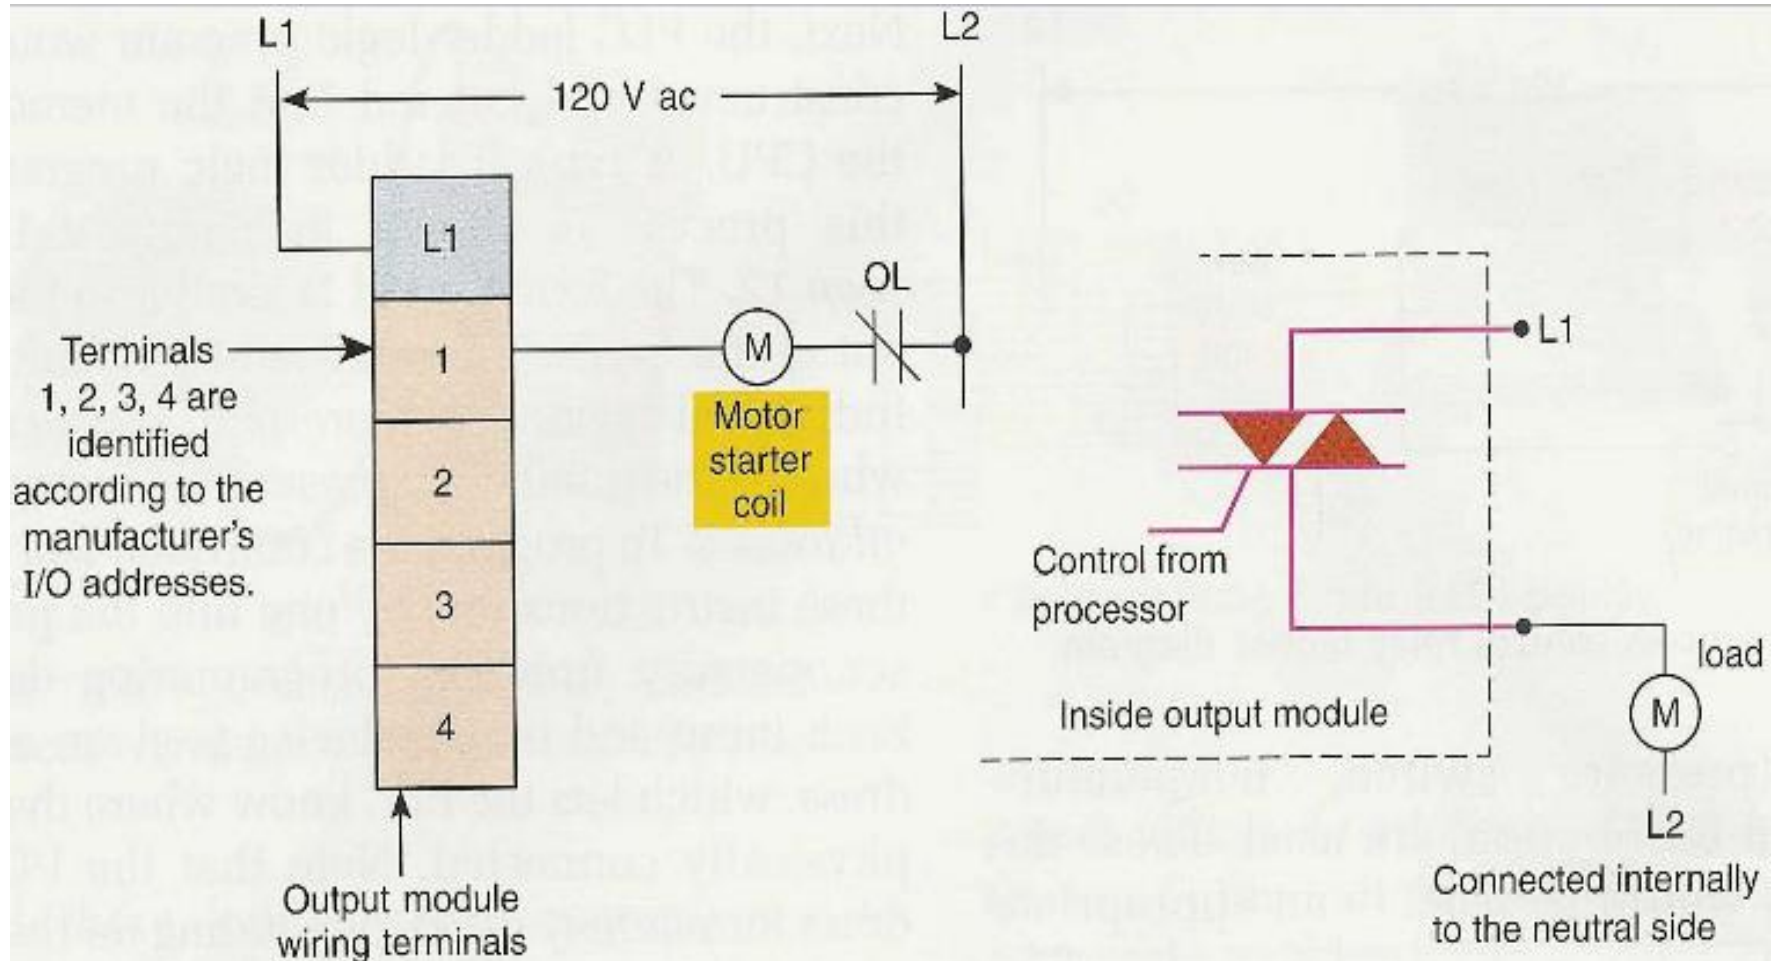 L1
L2
120 V ac
L1
OL
Terminals
1, 2, 3, 4 are
identified
according to the
manufacturer's
I/O addresses.
1
2
3
4
M
Motor
starter
coil
Output module
wiring terminals
L1
Control from
processor
Inside output module
load
M
L2
Connected internally
to the neutral side